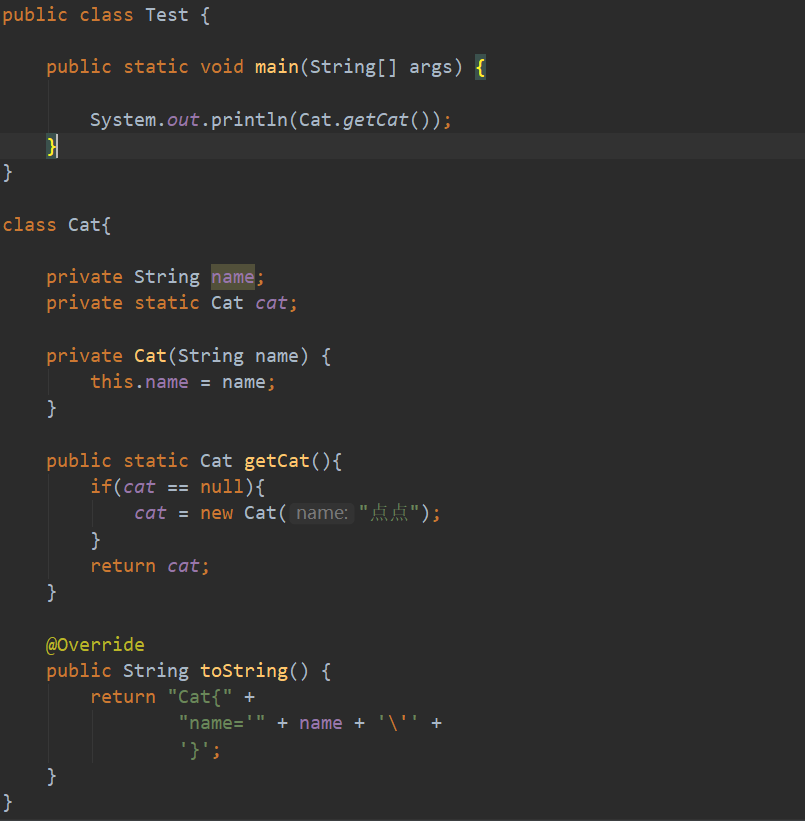 public class Test {
public static void main(String[] args) {
System.out.println(Cat.getCat());
}
}
class Cat{
private String name;
private static Cat cat;
private Cat(String name) {
this.name = name;
}
public static Cat getCat(){
if(cat == null){
cat = new Cat( name: "点点");
}
return cat;
}
@Override
public String toString() {
return "Cat{" +
"name='" + name + '\'' +
'}';
}
}